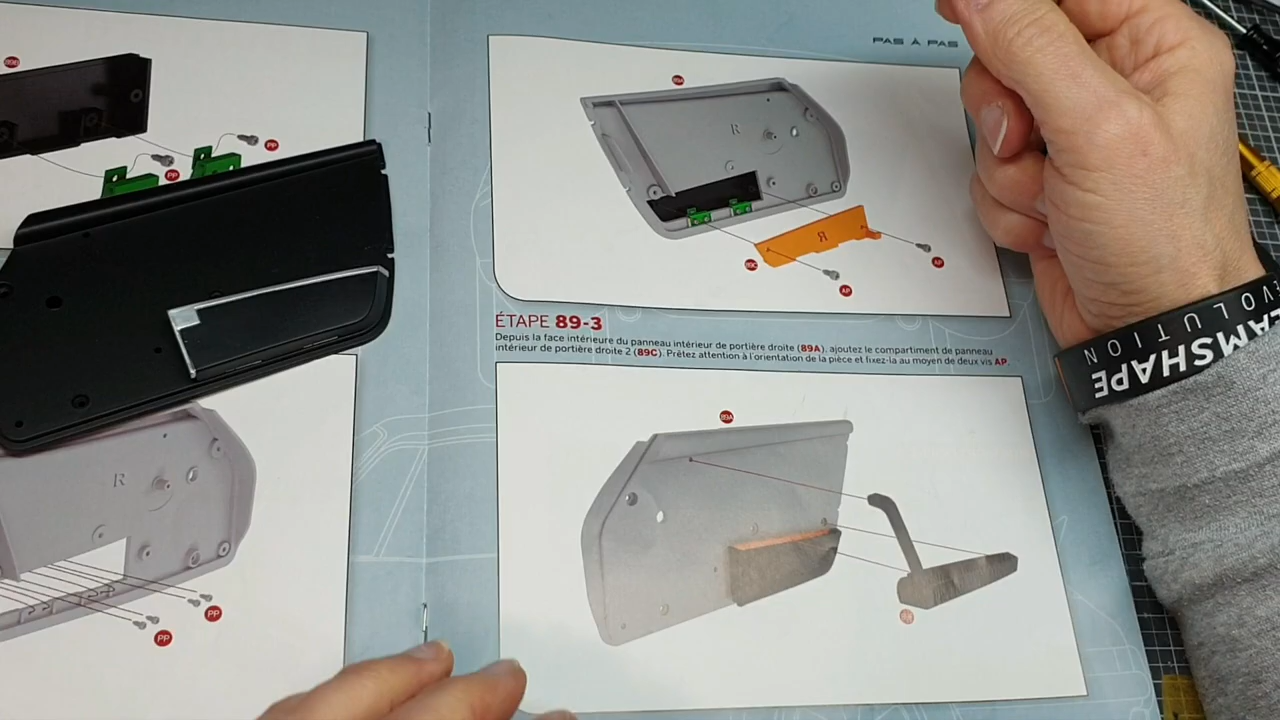 PAS À PAS
89A
R
89C
AP
AP
ÉTAPE 89-3
Depuis la face intérieure du panneau intérieur de portière droite (89A), ajoutez le compartiment de panneau
intérieur de portière droite 2 (89C). Prêtez attention à l'orientation de la pièce et fixez-la au moyen de deux vis AP.
89A
PP
PP
R
PP
PP
EAMSHAPE
EVOLUTION